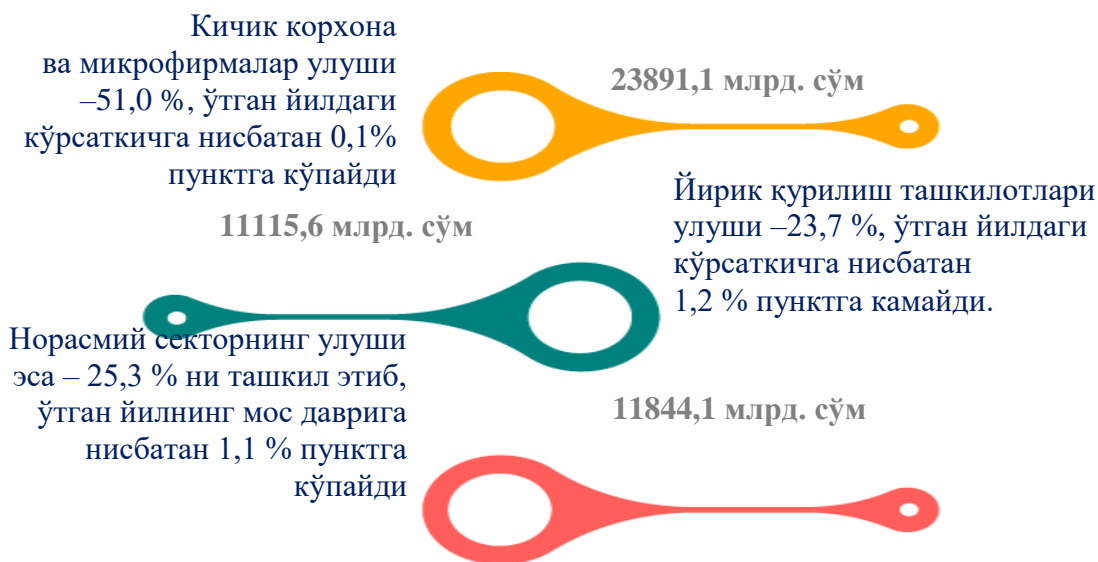 Кичик корхона
ва микрофирмалар улуши
–51,0 %, ўтган йилдаги
кўрсаткичга нисбатан 0,1%
пунктга кўпайди
23891,1 млрд. сўм
11115,6 млрд. сўм
Йирик қурилиш ташкилотлари
улуши –23,7 %, ўтган йилдаги
кўрсаткичга нисбатан
1,2 % пунктга камайди.
Норасмий секторнинг улуши
эса – 25,3 % ни ташкил этиб,
ўтган йилнинг мос даврига
нисбатан 1,1 % пунктга
кўпайди
11844,1 млрд. сўм